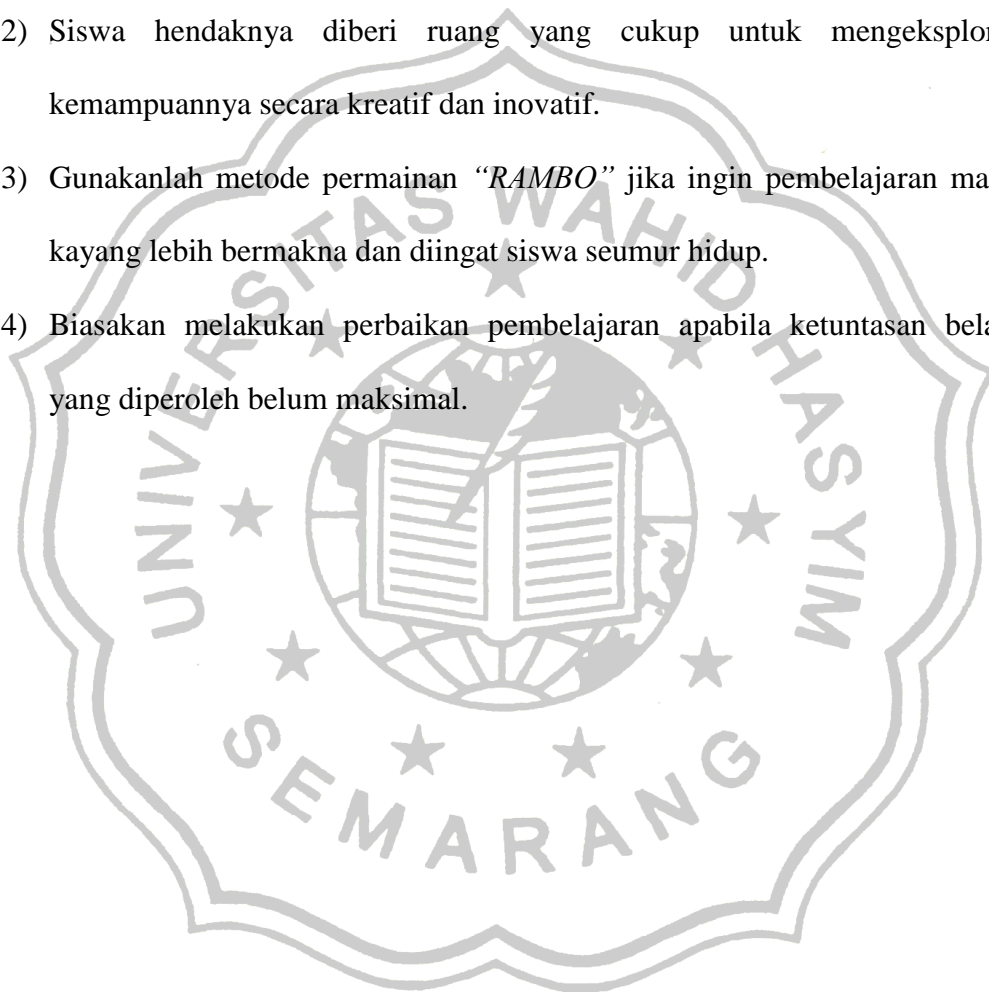 2) Siswa hendaknya diberi ruang yang cukup untuk mengeksplor
kemampuannya secara kreatif dan inovatif.
3) Gunakanlah metode permainan “RAMBO” jika ingin pembelajaran ma
kayang lebih bermakna dan diingat siswa seumur hidup.
4) Biasakan melakukan perbaikan pembelajaran apabila ketuntasan bela
yang diperoleh belum maksimal.
UNIVERSITAS WAHID HASYIM
SEMARANG